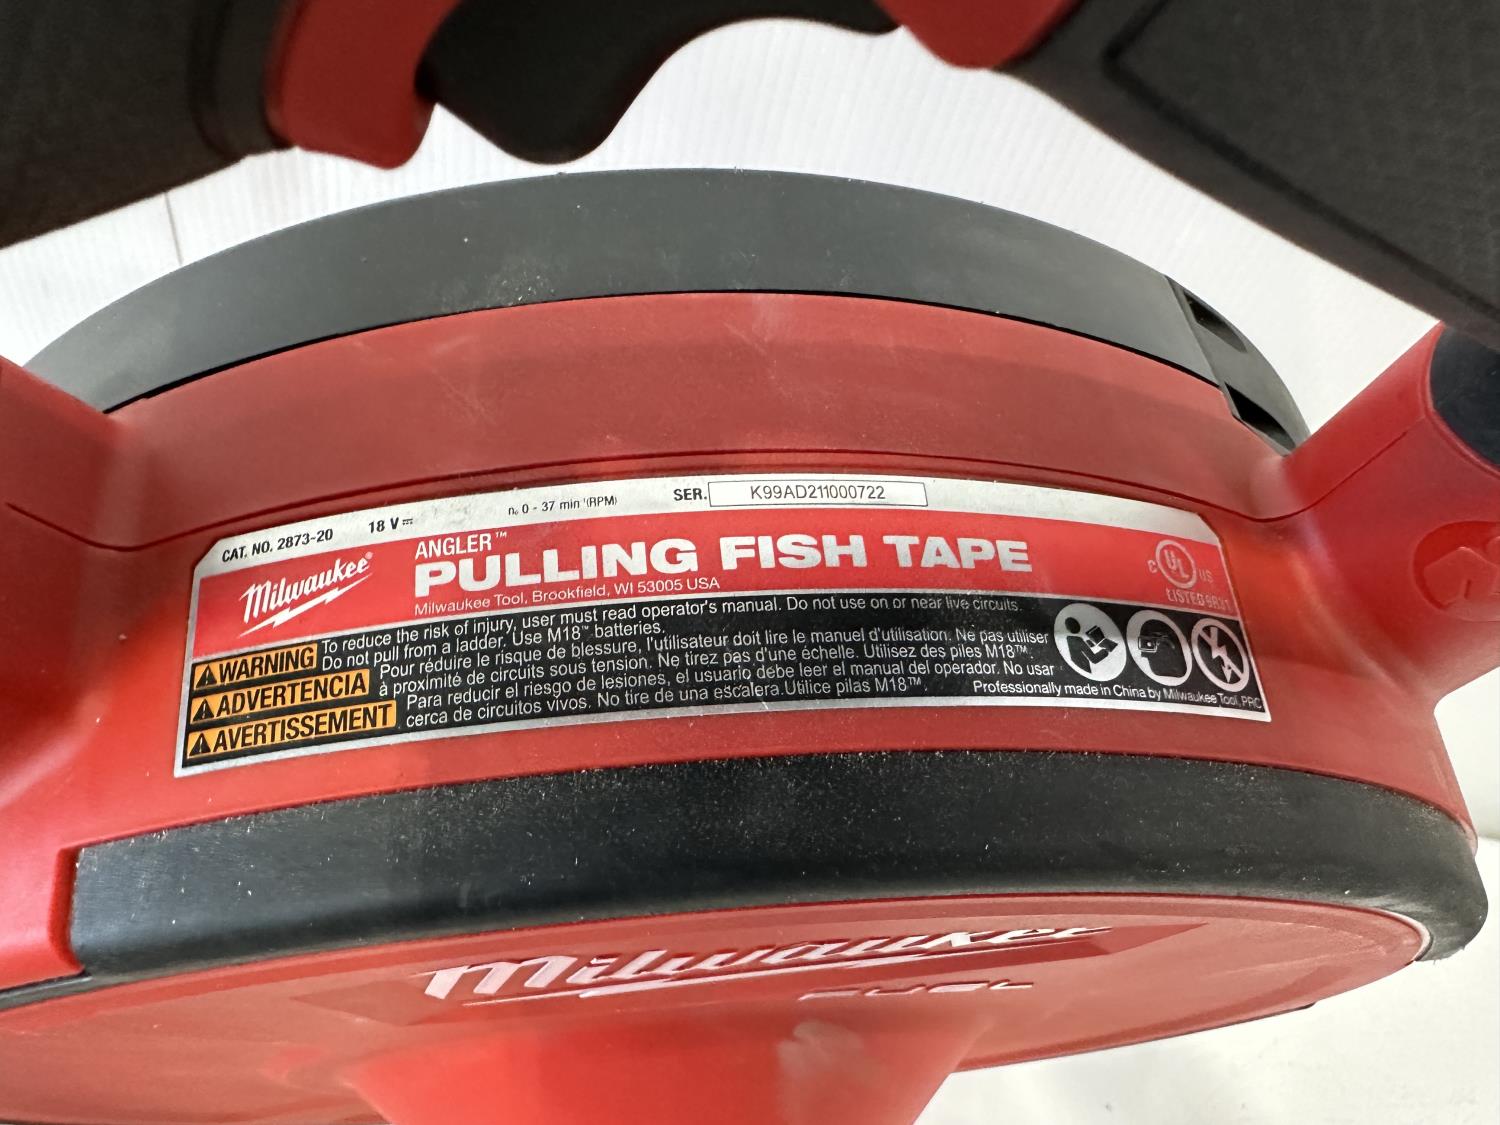 CAT. NO. 2873-20 18 V⎓ n₀ 0 - 37 min⁻¹(RPM) SER. K99AD211000722
Milwaukee®
ANGLER™
PULLING FISH TAPE
Milwaukee Tool, Brookfield, WI 53005 USA
C UL US
LISTED
⚠WARNING
To reduce the risk of injury, user must read operator's manual. Do not use on or near live circuits.
Do not pull from a ladder. Use M18™ batteries.
⚠ADVERTENCIA
Pour réduire le risque de blessure, l'utilisateur doit lire le manuel d'utilisation. Ne pas utiliser
à proximité de circuits sous tension. Ne tirez pas d'une échelle. Utilisez des piles M18™.
⚠AVERTISSEMENT
Para reducir el riesgo de lesiones, el usuario debe leer el manual del operador. No usar
cerca de circuitos vivos. No tire de una escalera.Utilice pilas M18™.
Professionally made in China by Milwaukee Tool, PRC
Milwaukee
FUEL